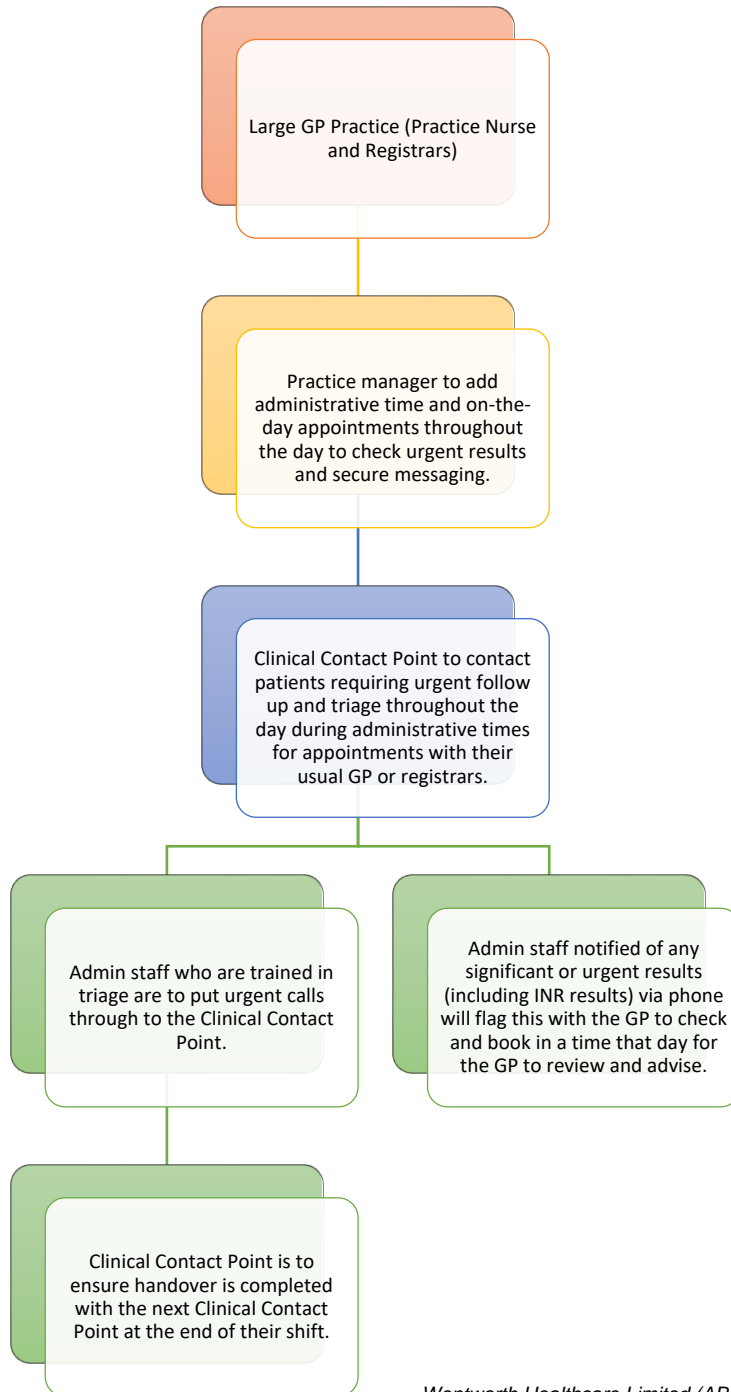 Large GP Practice (Practice Nurse
and Registrars)
Practice manager to add
administrative time and on-the-
day appointments throughout
the day to check urgent results
and secure messaging.
Clinical Contact Point to contact
patients requiring urgent follow
up and triage throughout the
day during administrative times
for appointments with their
usual GP or registrars.
Admin staff who are trained in
triage are to put urgent calls
through to the Clinical Contact
Point.
Admin staff notified of any
significant or urgent results
(including INR results) via phone
will flag this with the GP to check
and book in a time that day for
the GP to review and advise.
Clinical Contact Point is to
ensure handover is completed
with the next Clinical Contact
Point at the end of their shift.
Wentworth Healthcare Limited